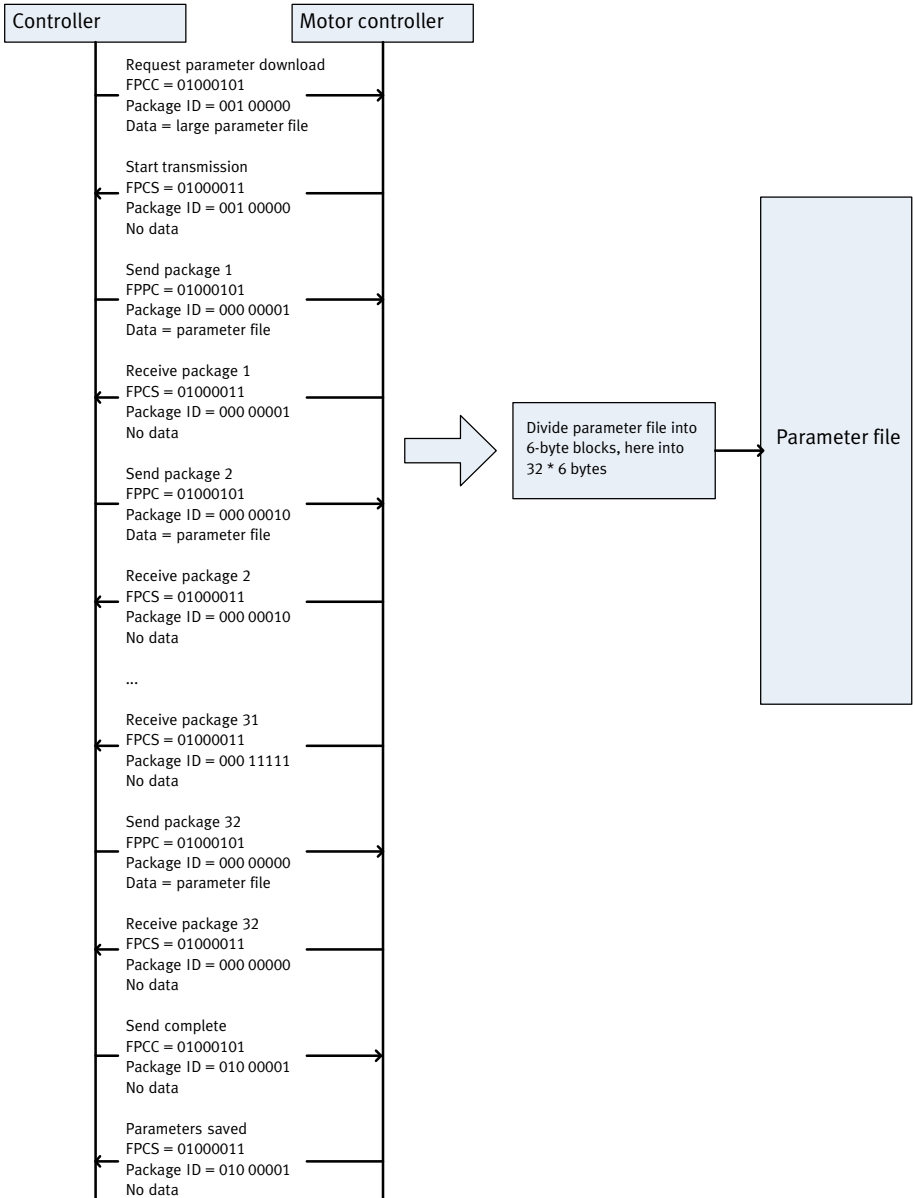 Controller
Motor controller
Request parameter download
FPCC = 01000101
Package ID = 001 00000
Data = large parameter file
Start transmission
FPCS = 01000011
Package ID = 001 00000
No data
Send package 1
FPPC = 01000101
Package ID = 000 00001
Data = parameter file
Receive package 1
FPCS = 01000011
Package ID = 000 00001
No data
Send package 2
FPPC = 01000101
Package ID = 000 00010
Data = parameter file
Receive package 2
FPCS = 01000011
Package ID = 000 00010
No data
...
Receive package 31
FPCS = 01000011
Package ID = 000 11111
No data
Send package 32
FPPC = 01000101
Package ID = 000 00000
Data = parameter file
Receive package 32
FPCS = 01000011
Package ID = 000 00000
No data
Send complete
FPCC = 01000101
Package ID = 010 00001
No data
Parameters saved
FPCS = 01000011
Package ID = 010 00001
No data
Divide parameter file into
6-byte blocks, here into
32 * 6 bytes
Parameter file